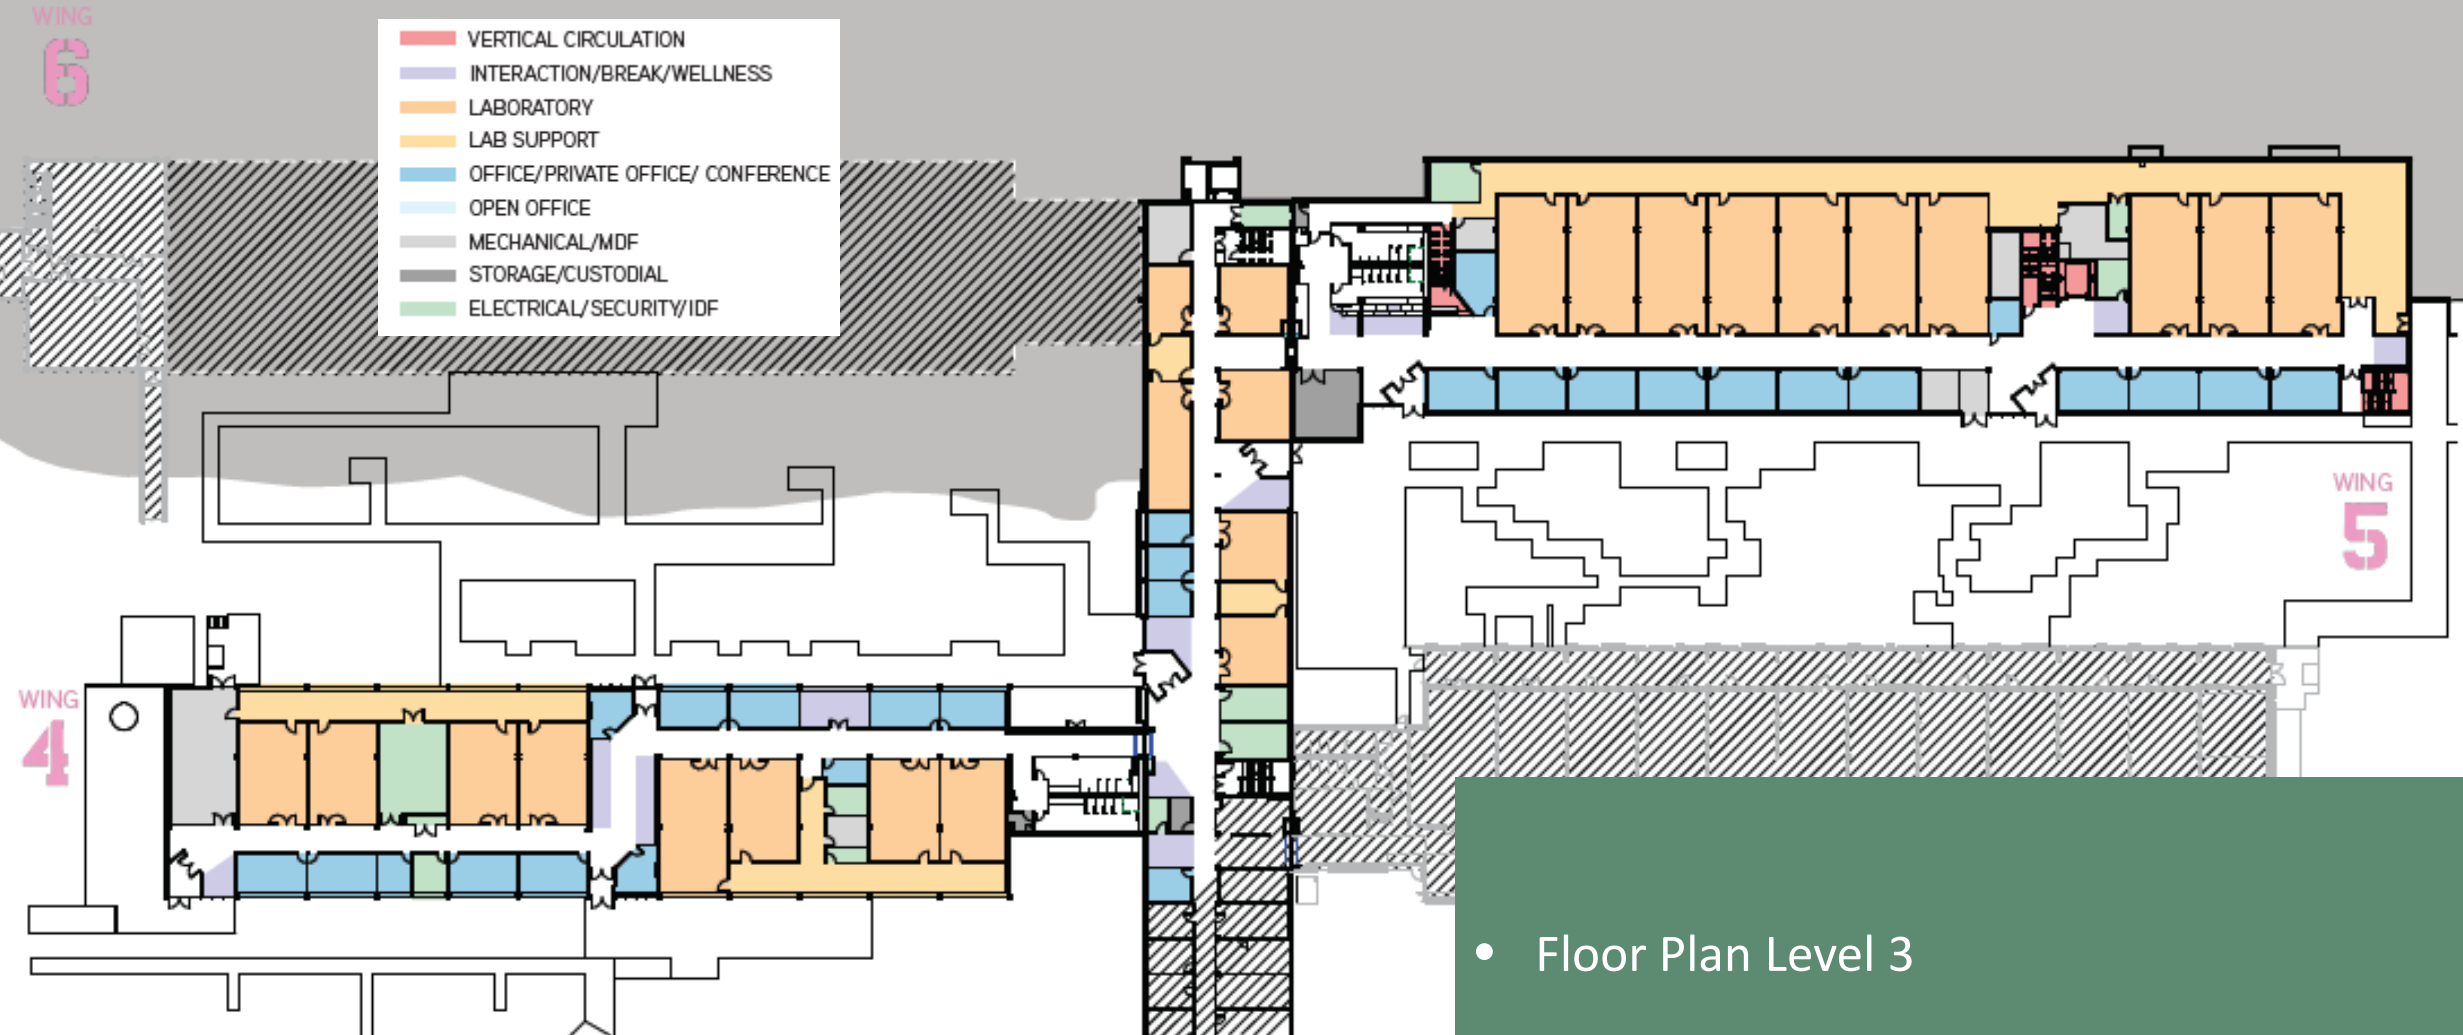 WING
6
VERTICAL CIRCULATION
INTERACTION/BREAK/WELLNESS
LABORATORY
LAB SUPPORT
OFFICE/PRIVATE OFFICE/ CONFERENCE
OPEN OFFICE
MECHANICAL/MDF
STORAGE/CUSTODIAL
ELECTRICAL/SECURITY/IDF
WING
5
WING
4
• Floor Plan Level 3